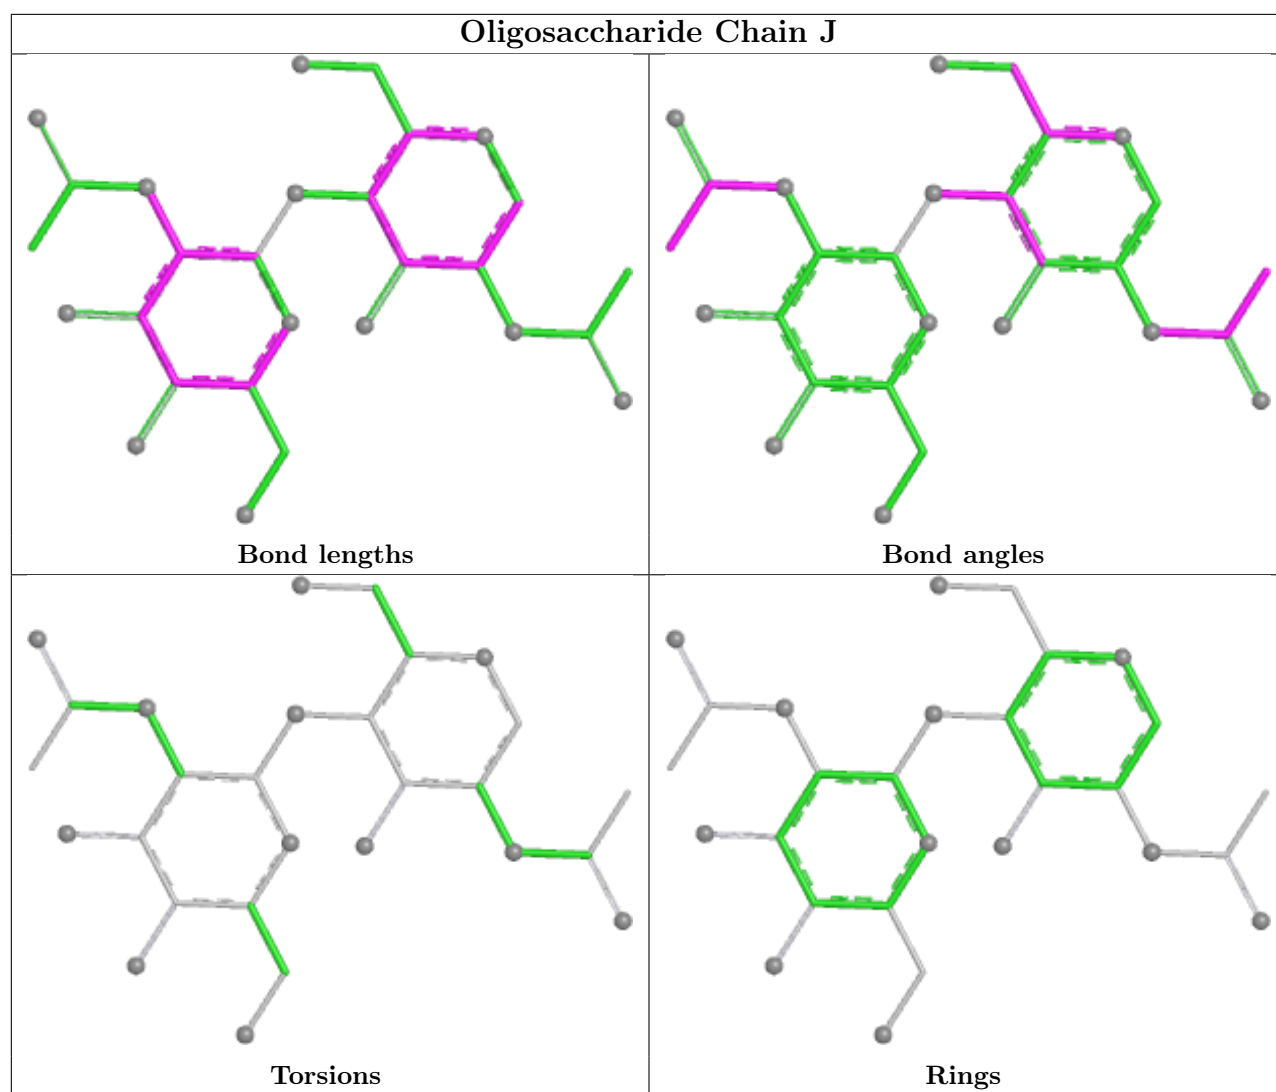 Oligosaccharide Chain J
Bond lengths
Bond angles
Torsions
Rings